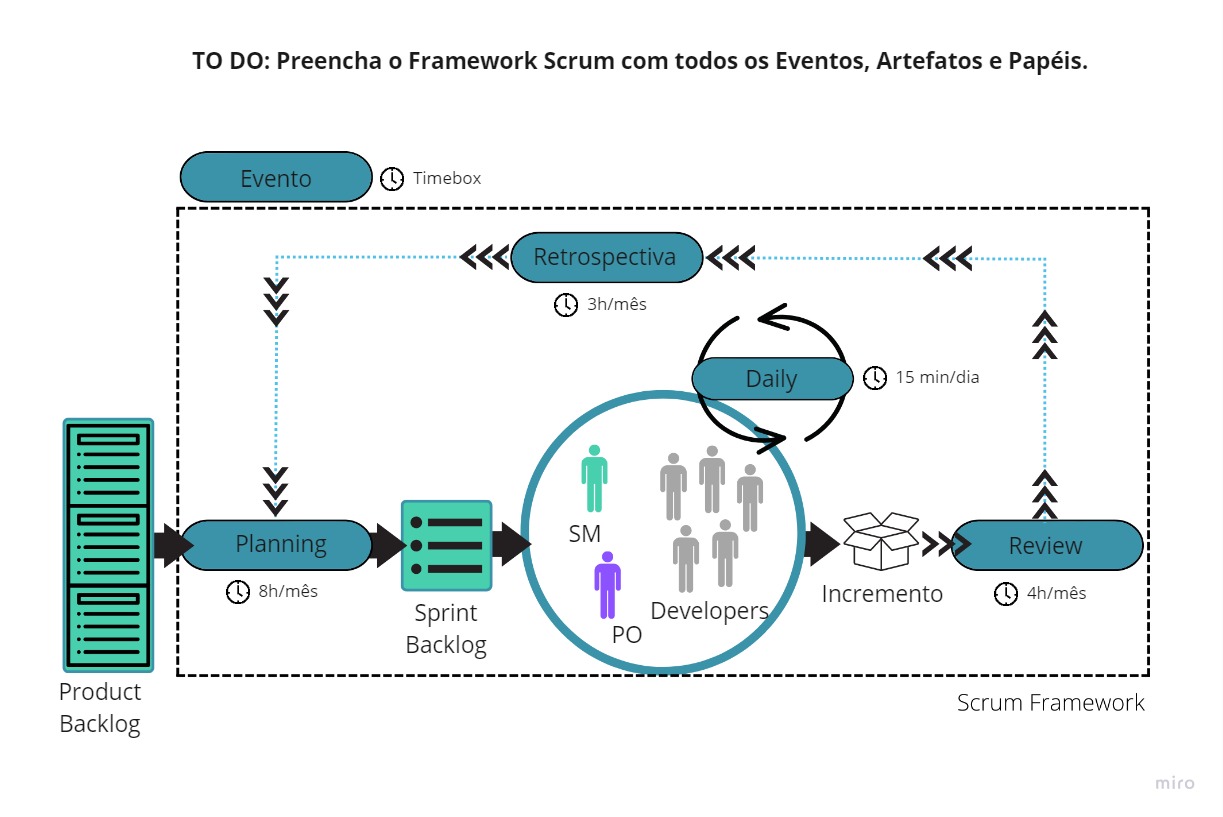 TO DO: Preencha o Framework Scrum com todos os Eventos, Artefatos e Papéis.
Evento
Timebox
Retrospectiva
3h/mês
Daily
15 min/dia
Planning
8h/mês
Sprint
Backlog
SM
PO
Developers
Incremento
Review
4h/mês
Product
Backlog
Scrum Framework
miro